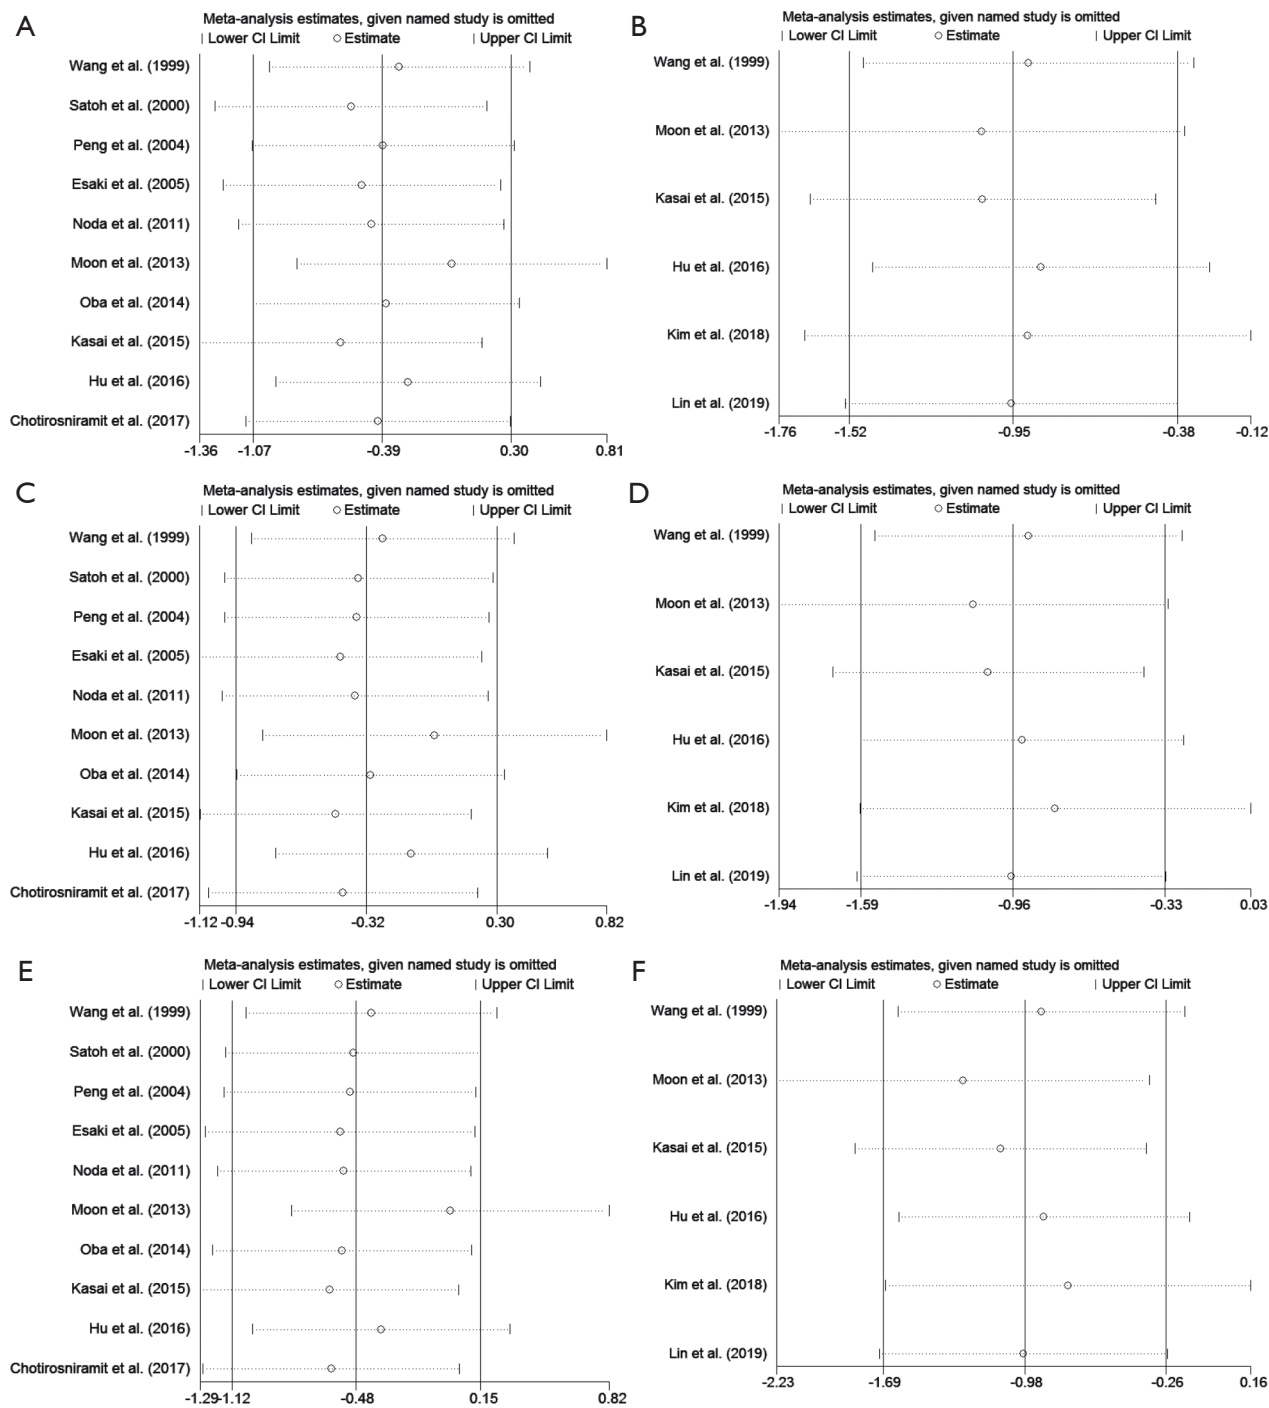 A
Meta-analysis estimates, given named study is omitted
| Lower CI Limit ○ Estimate | Upper CI Limit
Wang et al. (1999)
Satoh et al. (2000)
Peng et al. (2004)
Esaki et al. (2005)
Noda et al. (2011)
Moon et al. (2013)
Oba et al. (2014)
Kasai et al. (2015)
Hu et al. (2016)
Chotirosniramit et al. (2017)
-1.36 -1.07 -0.39 0.30 0.81
B
Meta-analysis estimates, given named study is omitted
| Lower CI Limit ○ Estimate | Upper CI Limit
Wang et al. (1999)
Moon et al. (2013)
Kasai et al. (2015)
Hu et al. (2016)
Kim et al. (2018)
Lin et al. (2019)
-1.76 -1.52 -0.95 -0.38 -0.12
C
Meta-analysis estimates, given named study is omitted
| Lower CI Limit ○ Estimate | Upper CI Limit
Wang et al. (1999)
Satoh et al. (2000)
Peng et al. (2004)
Esaki et al. (2005)
Noda et al. (2011)
Moon et al. (2013)
Oba et al. (2014)
Kasai et al. (2015)
Hu et al. (2016)
Chotirosniramit et al. (2017)
-1.12 -0.94 -0.32 0.30 0.82
D
Meta-analysis estimates, given named study is omitted
| Lower CI Limit ○ Estimate | Upper CI Limit
Wang et al. (1999)
Moon et al. (2013)
Kasai et al. (2015)
Hu et al. (2016)
Kim et al. (2018)
Lin et al. (2019)
-1.94 -1.59 -0.96 -0.33 0.03
E
Meta-analysis estimates, given named study is omitted
| Lower CI Limit ○ Estimate | Upper CI Limit
Wang et al. (1999)
Satoh et al. (2000)
Peng et al. (2004)
Esaki et al. (2005)
Noda et al. (2011)
Moon et al. (2013)
Oba et al. (2014)
Kasai et al. (2015)
Hu et al. (2016)
Chotirosniramit et al. (2017)
-1.29 -1.12 -0.48 0.15 0.82
F
Meta-analysis estimates, given named study is omitted
| Lower CI Limit ○ Estimate | Upper CI Limit
Wang et al. (1999)
Moon et al. (2013)
Kasai et al. (2015)
Hu et al. (2016)
Kim et al. (2018)
Lin et al. (2019)
-2.23 -1.69 -0.98 -0.26 0.16